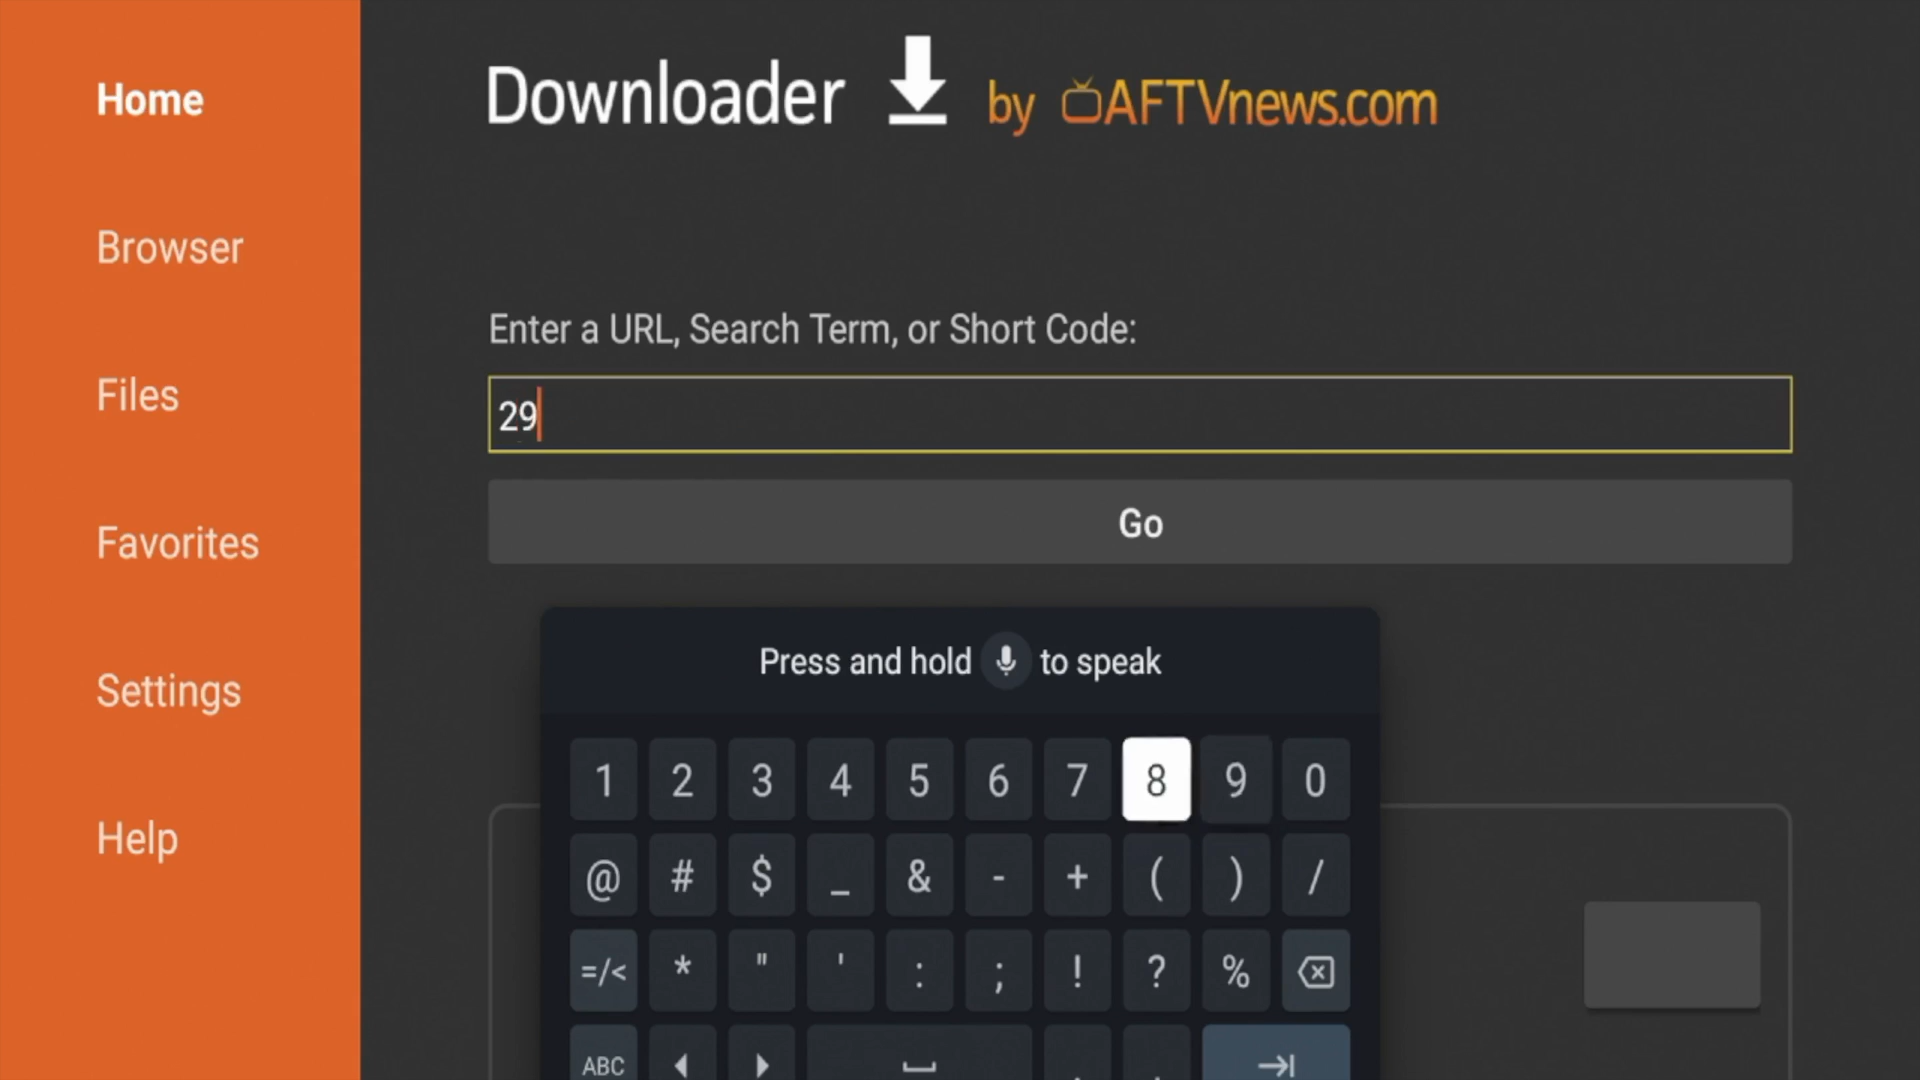 Home
Browser
Files
Favorites
Settings
Help
Downloader by AFTVnews.com
Enter a URL, Search Term, or Short Code:
29
Go
Press and hold to speak
1 2 3 4 5 6 7 8 9 0
@ # $ _ & - + ( ) /
=/< * " ' : ; ! ? %
ABC